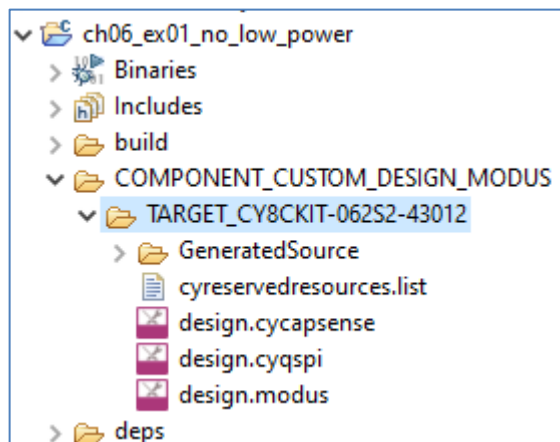 ch06_ex01_no_low_power
Binaries
Includes
build
COMPONENT_CUSTOM_DESIGN_MODUS
TARGET_CY8CKIT-062S2-43012
GeneratedSource
cyreservedresources.list
design.cycapsense
design.cyqspi
design.modus
deps